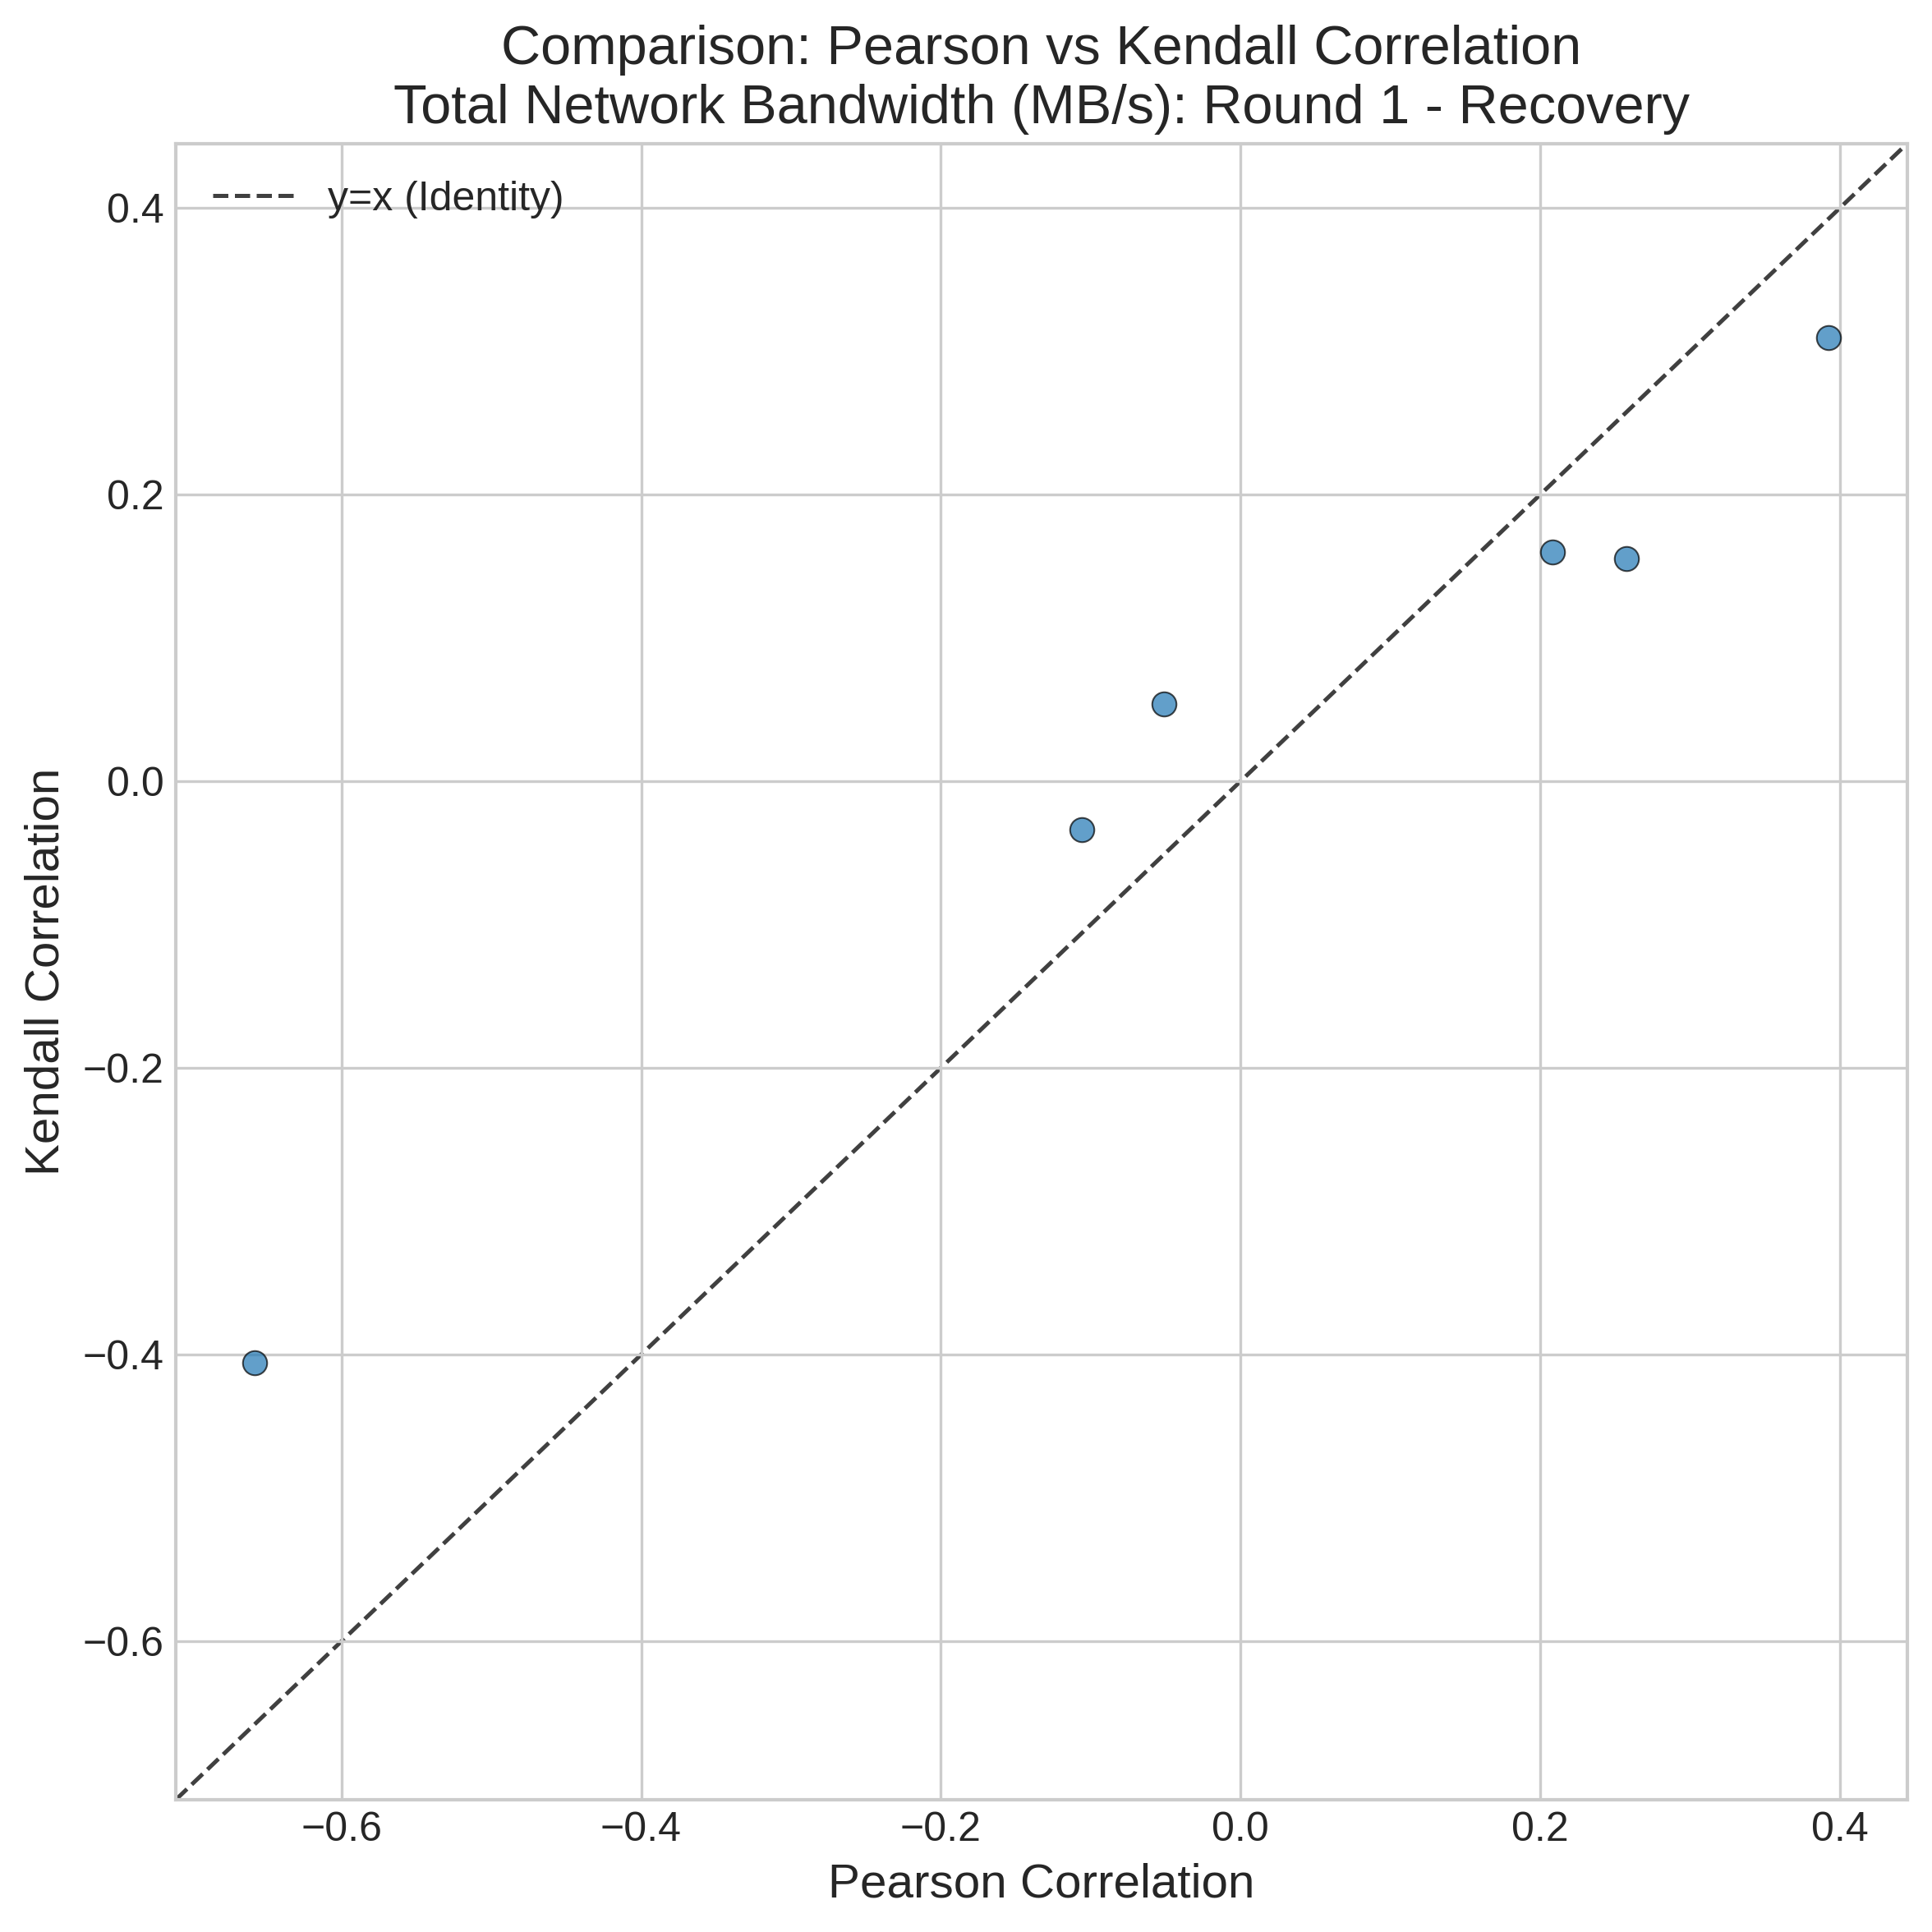 Comparison: Pearson vs Kendall Correlation
Total Network Bandwidth (MB/s): Round 1 - Recovery
y=x (Identity)
0.4
0.2
0.0
−0.2
−0.4
−0.6
Kendall Correlation
−0.6
−0.4
−0.2
0.0
0.2
0.4
Pearson Correlation